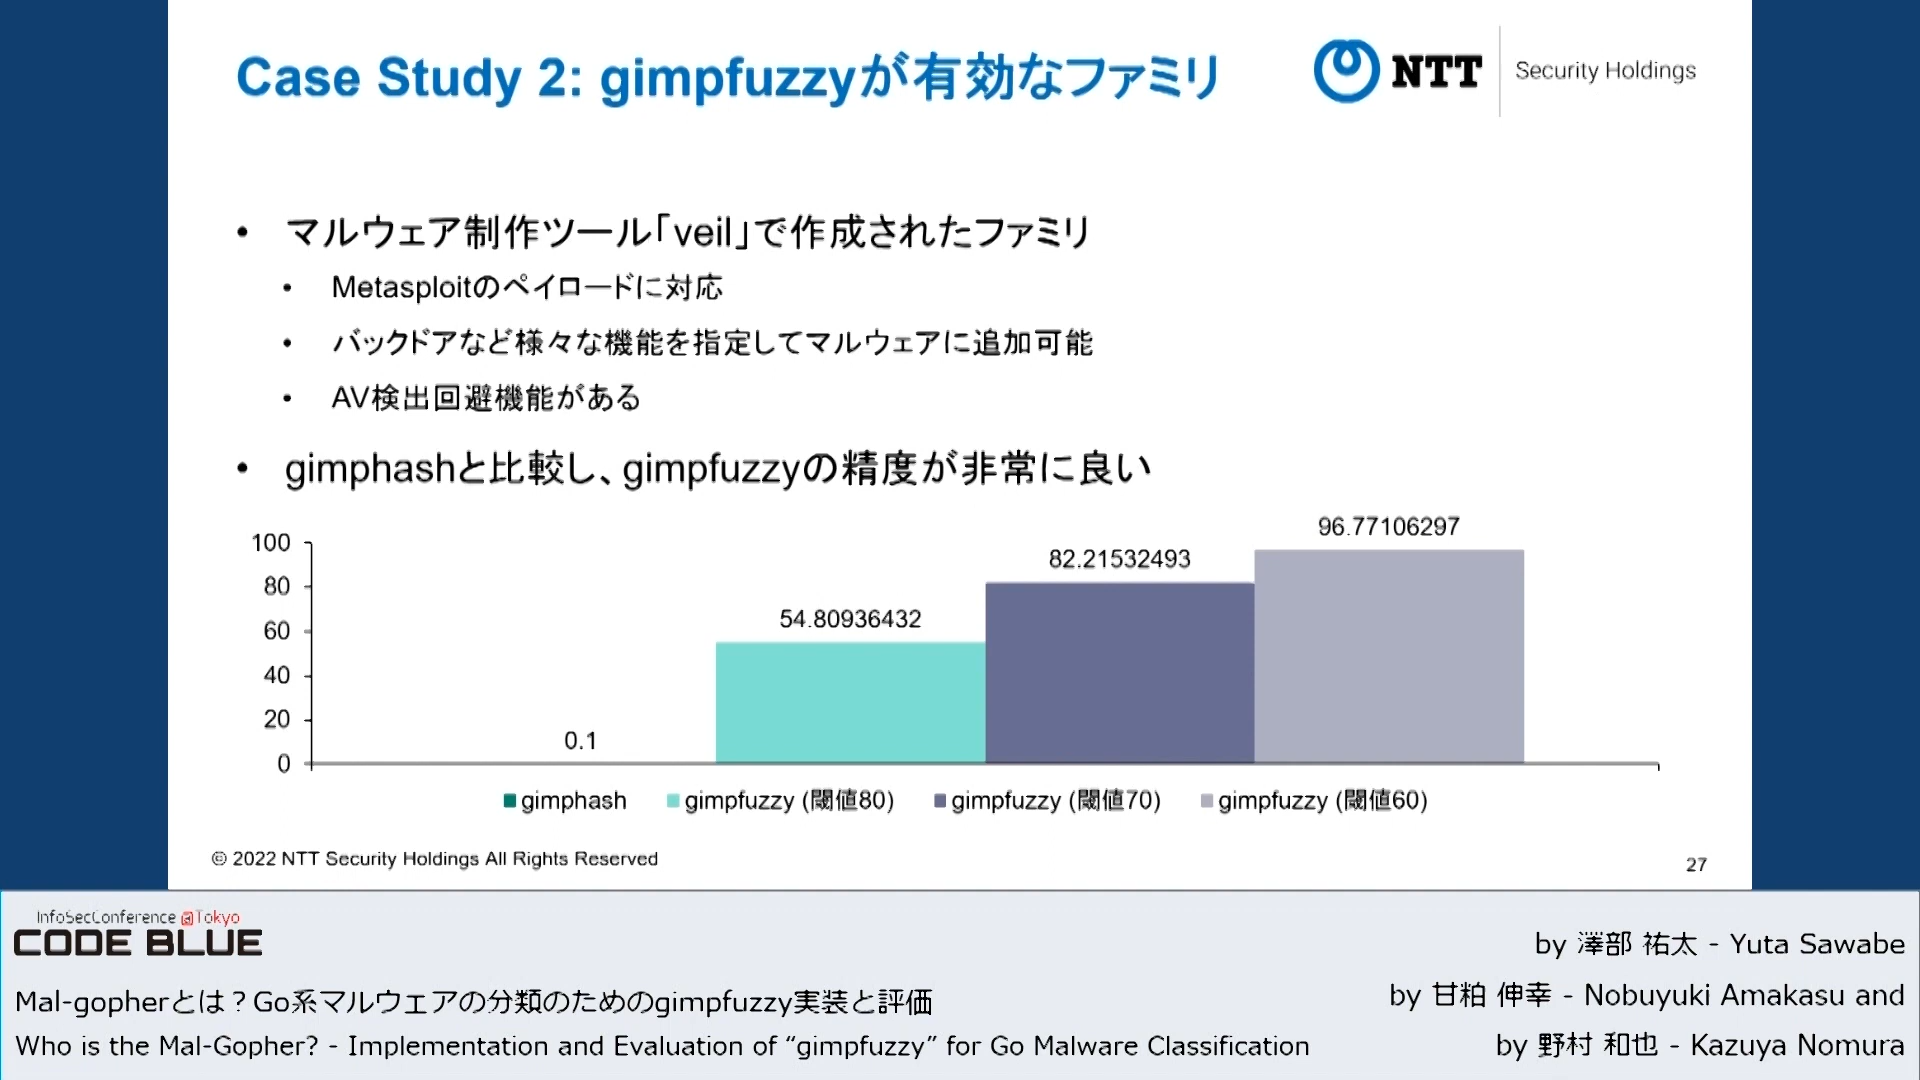 Case Study 2: gimpfuzzyが有効なファミリ
NTT Security Holdings
• マルウェア制作ツール「veil」で作成されたファミリ
• Metasploitのペイロードに対応
• バックドアなど様々な機能を指定してマルウェアに追加可能
• AV検出回避機能がある
• gimphashと比較し、gimpfuzzyの精度が非常に良い
100
80
60
40
20
0
0.1
54.80936432
82.21532493
96.77106297
gimphash
gimpfuzzy (閾値80)
gimpfuzzy (閾値70)
gimpfuzzy (閾値60)
© 2022 NTT Security Holdings All Rights Reserved
27
InfoSecConference @Tokyo
CODE BLUE
Mal-gopherとは？Go系マルウェアの分類のためのgimpfuzzy実装と評価
Who is the Mal-Gopher? - Implementation and Evaluation of “gimpfuzzy” for Go Malware Classification
by 澤部 祐太 - Yuta Sawabe
by 甘粕 伸幸 - Nobuyuki Amakasu and
by 野村 和也 - Kazuya Nomura